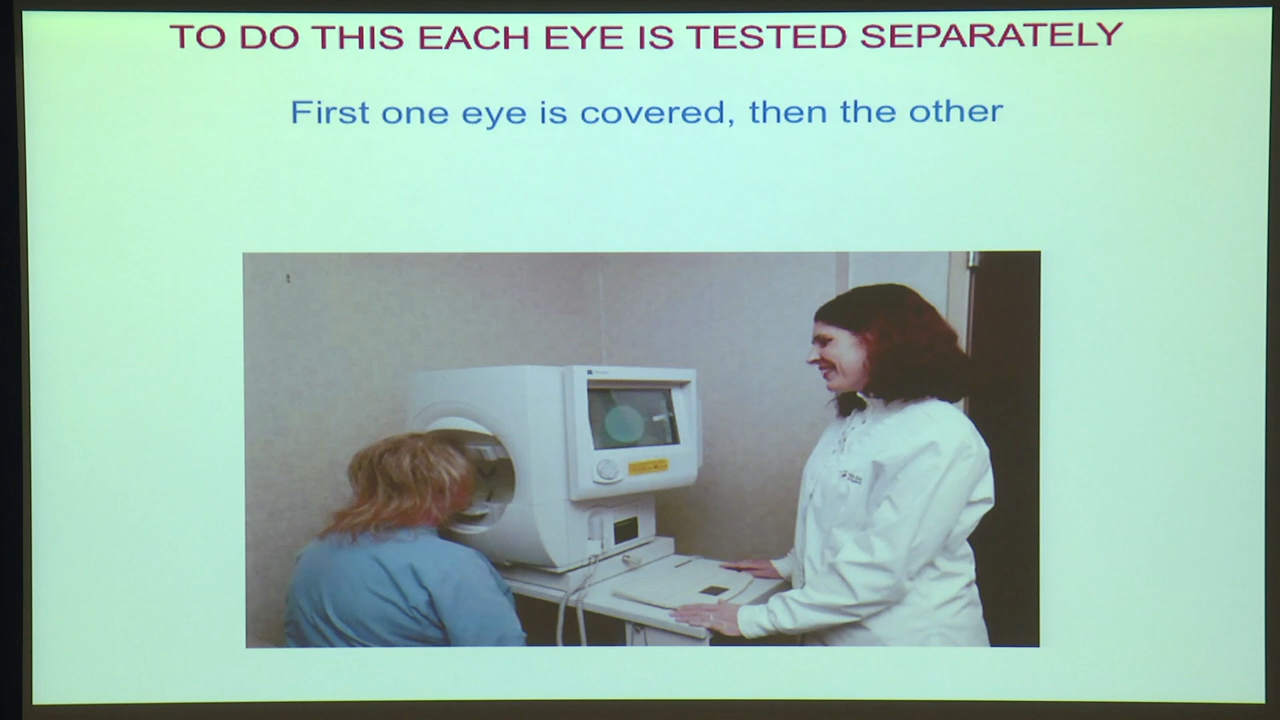 TO DO THIS EACH EYE IS TESTED SEPARATELY
First one eye is covered, then the other